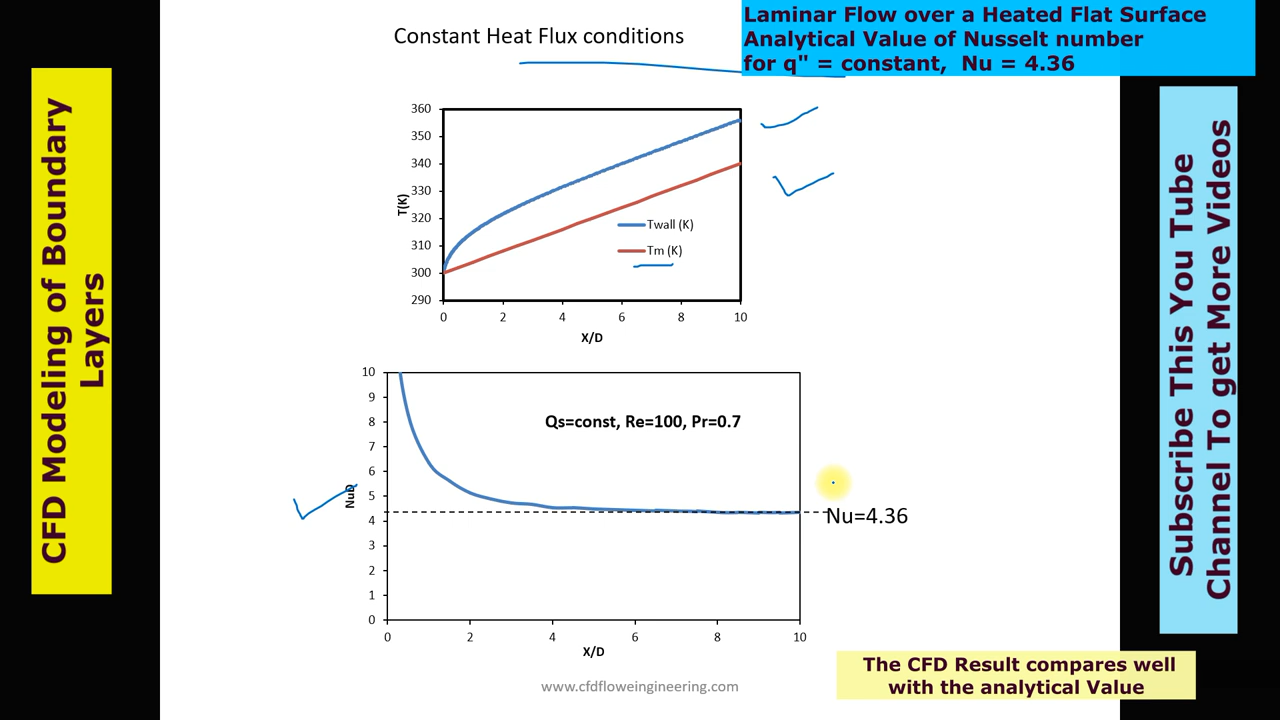 Constant Heat Flux conditions
Laminar Flow over a Heated Flat Surface
Analytical Value of Nusselt number
for q" = constant, Nu = 4.36
CFD Modeling of Boundary
Layers
Subscribe This You Tube
Channel To get More Videos
360
350
340
330
320
310
300
290
T(K)
Twall (K)
Tm (K)
0 2 4 6 8 10
X/D
10
9
8
7
6
5
4
3
2
1
0
NuD
Qs=const, Re=100, Pr=0.7
Nu=4.36
0 2 4 6 8 10
X/D
The CFD Result compares well
with the analytical Value
www.cfdfloweingineering.com